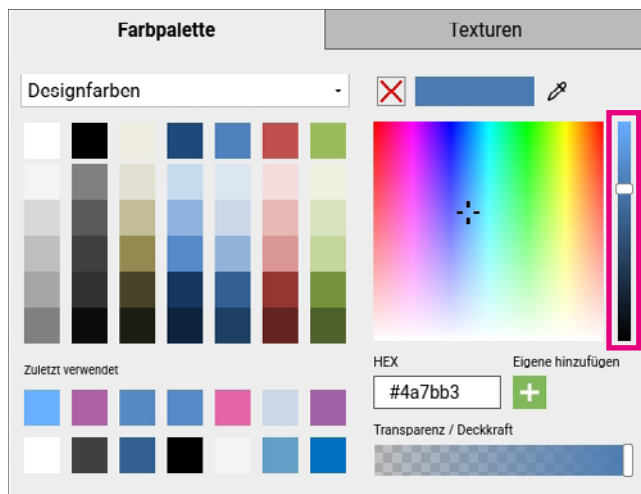 Farbpalette
Texturen
Designfarben
Zuletzt verwendet
HEX
Eigene hinzufügen
#4a7bb3
Transparenz / Deckkraft